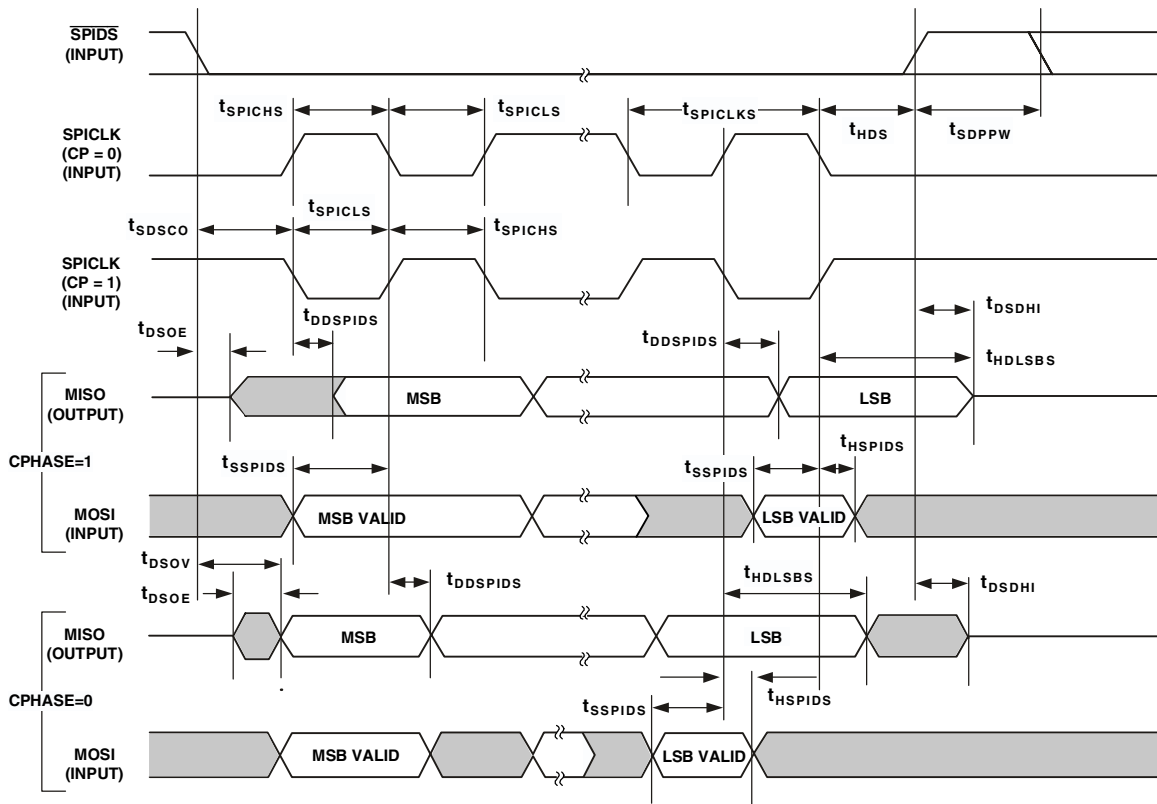 SPIDS
(INPUT)
tSPICHS
tSPICLS
tSPICLKS
tHDS
tSDPPW
SPICLK
(CP = 0)
(INPUT)
tSDSCO
tSPICLS
tSPICHS
SPICLK
(CP = 1)
(INPUT)
tDSOE
tDDSPIDS
tDDSPIDS
tDSDHI
tHDLSBS
CPHASE=1
MISO
(OUTPUT)
MSB
LSB
tSSPIDS
tSSPIDS
tHSPIDS
MOSI
(INPUT)
MSB VALID
LSB VALID
tDSOV
tDSOE
tDDSPIDS
tHDLSBS
tDSDHI
CPHASE=0
MISO
(OUTPUT)
MSB
LSB
tSSPIDS
tHSPIDS
MOSI
(INPUT)
MSB VALID
LSB VALID